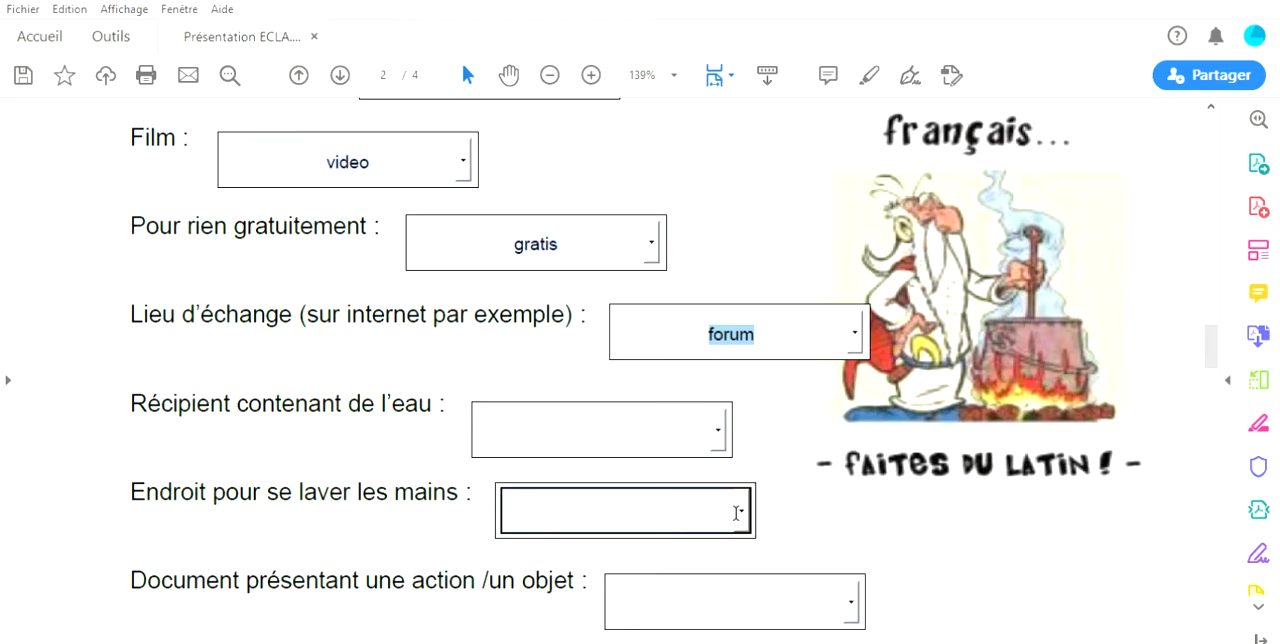 Fichier Edition Affichage Fenêtre Aide
Accueil Outils Présentation ECLA.... ×
2 / 4 139% Partager
français...
Film : video
Pour rien gratuitement : gratis
Lieu d'échange (sur internet par exemple) : forum
Récipient contenant de l'eau :
- FAITES DU LATIN ! -
Endroit pour se laver les mains :
Document présentant une action /un objet :